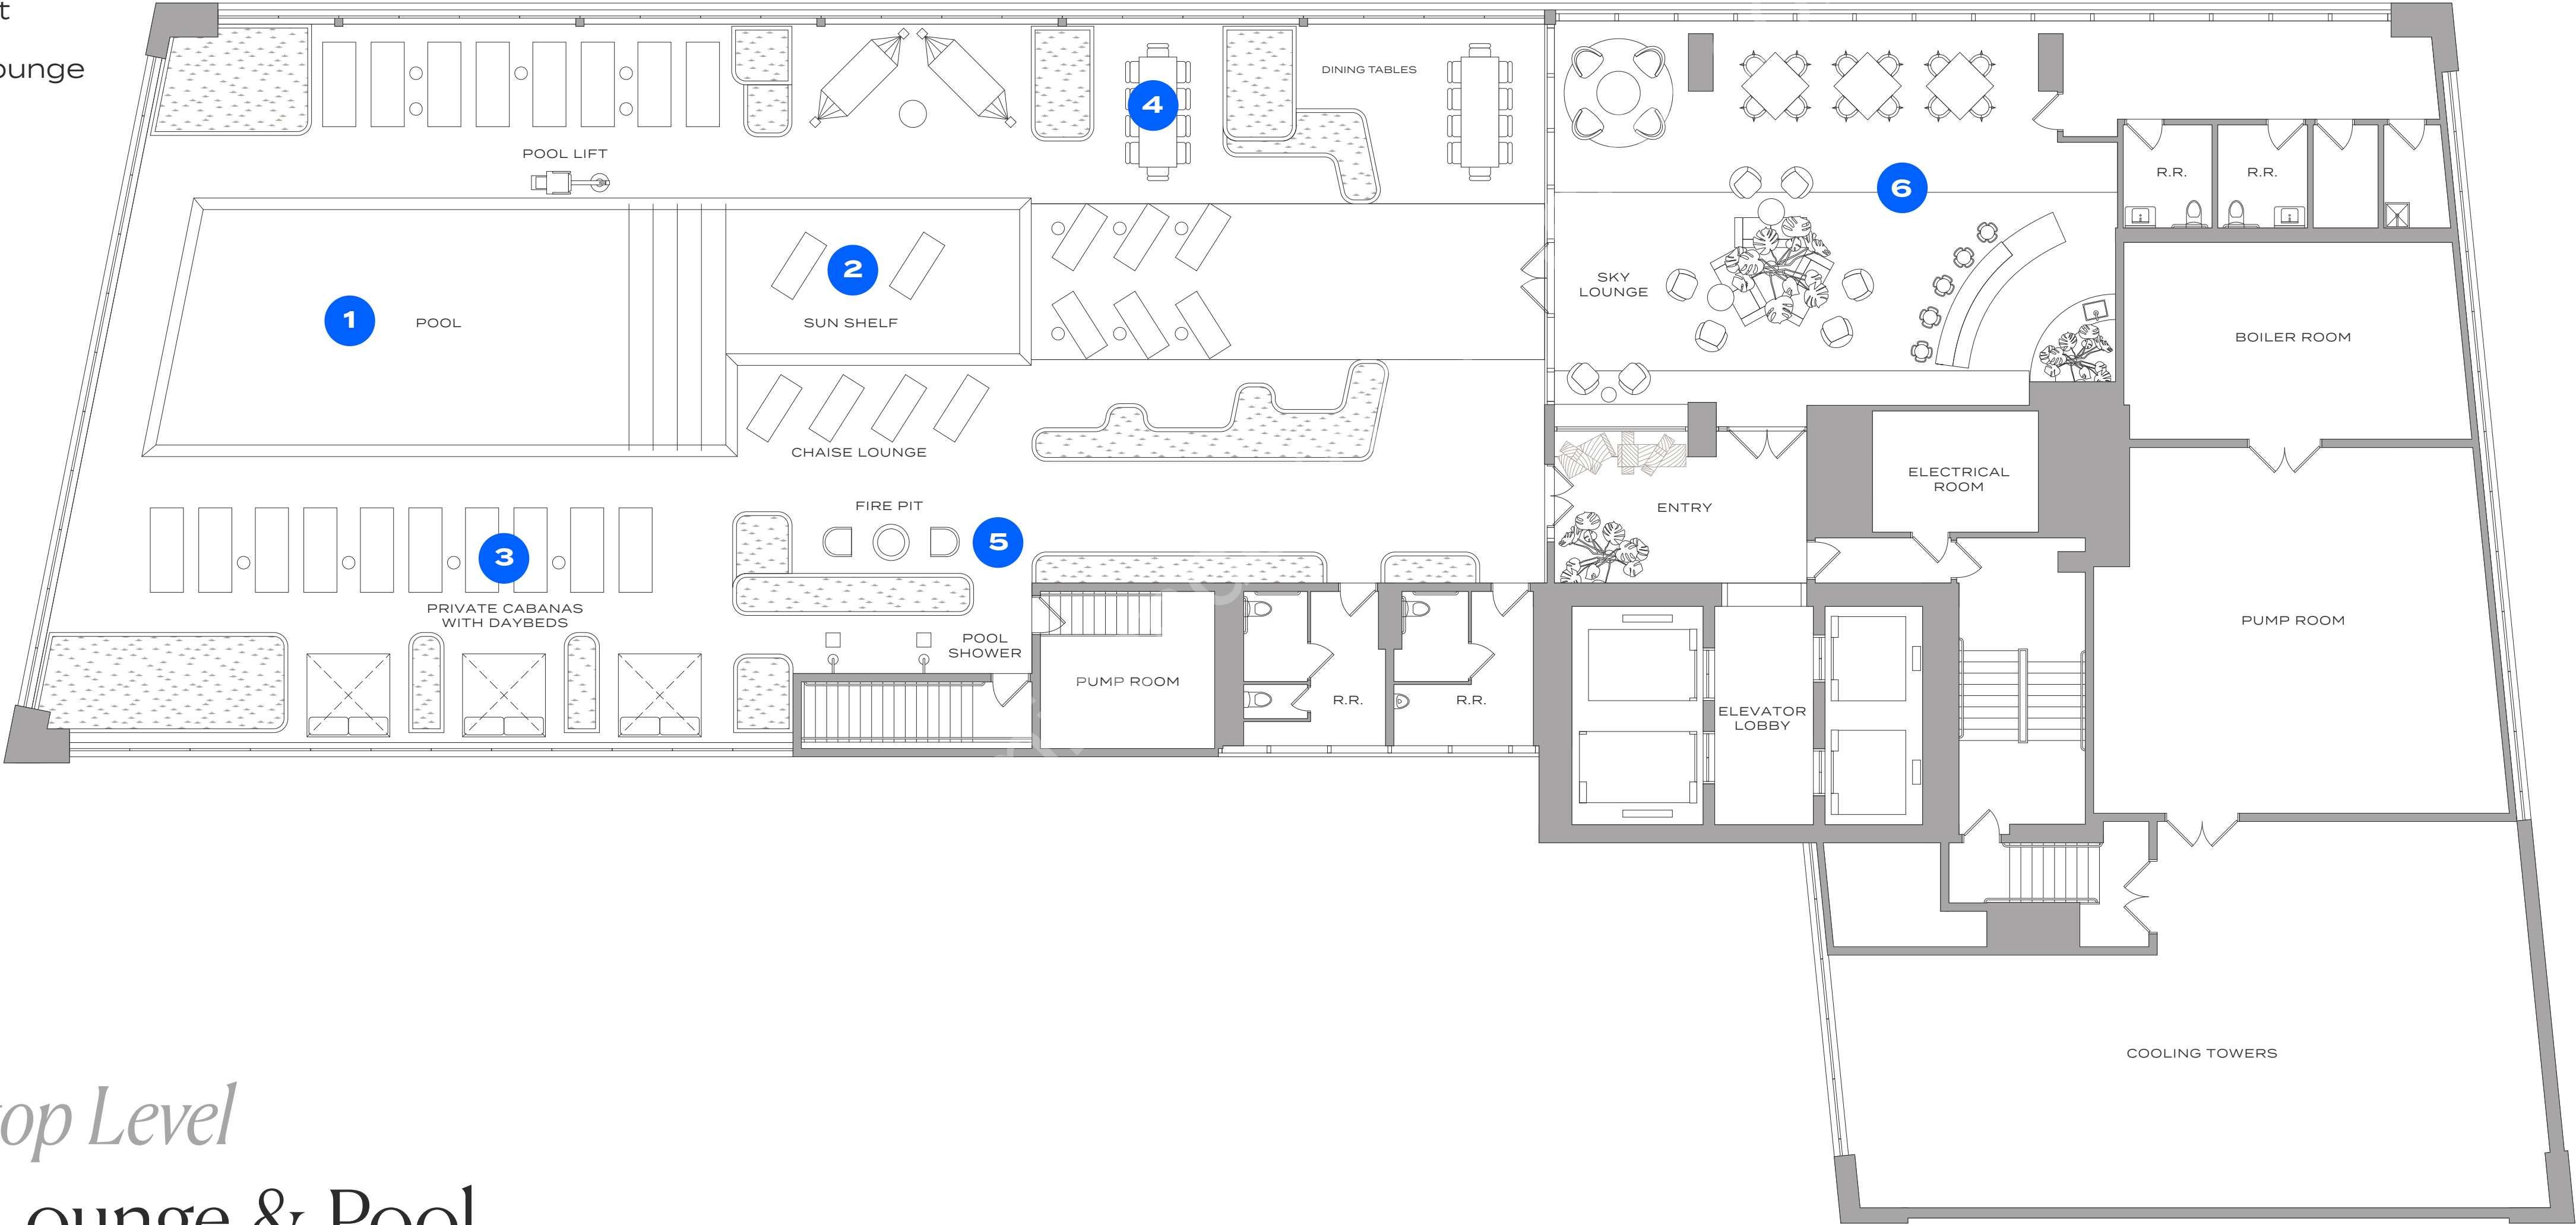 t
ounge
DINING TABLES
4
POOL LIFT
R.R.
R.R.
6
2
SKY
LOUNGE
1
POOL
SUN SHELF
BOILER ROOM
CHAISE LOUNGE
ELECTRICAL
ROOM
FIRE PIT
ENTRY
5
3
PRIVATE CABANAS
WITH DAYBEDS
PUMP ROOM
POOL
SHOWER
PUMP ROOM
R.R.
R.R.
ELEVATOR
LOBBY
COOLING TOWERS
top Level
Lounge & Pool